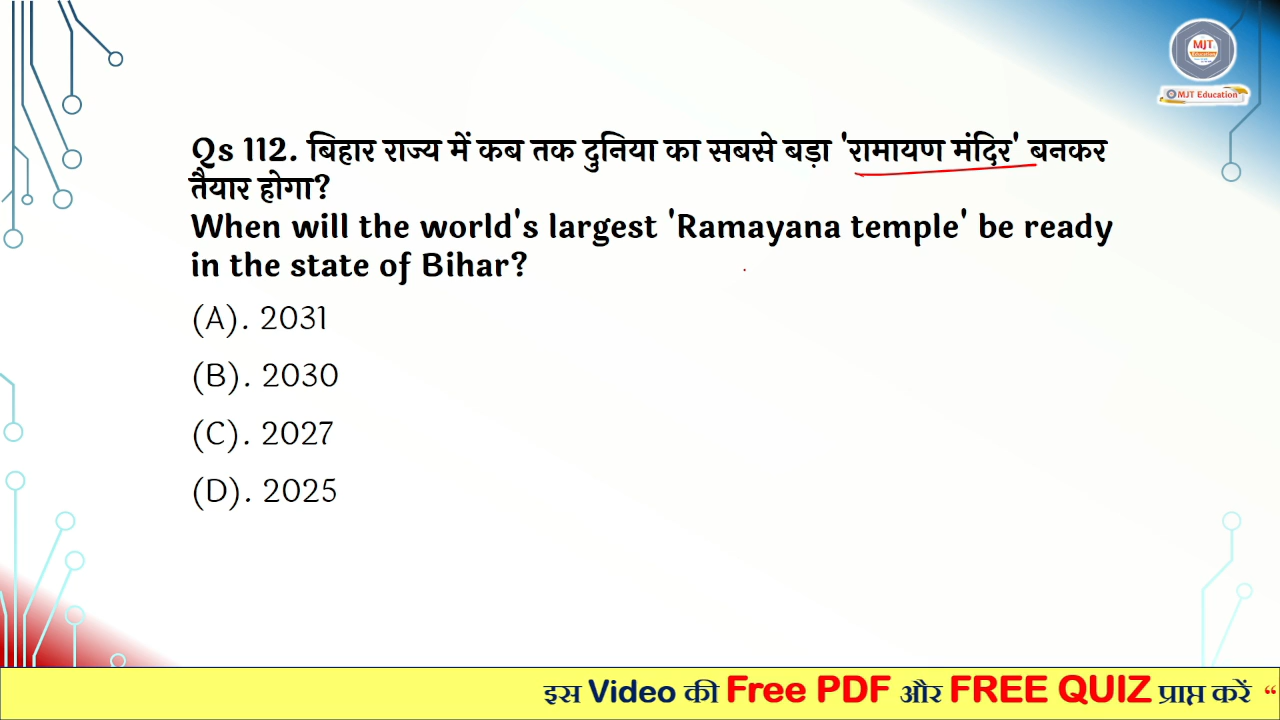 MJT
Education
MJT Education
Qs 112. बिहार राज्य में कब तक दुनिया का सबसे बड़ा 'रामायण मंदिर' बनकर
तैयार होगा?
When will the world's largest 'Ramayana temple' be ready
in the state of Bihar?
(A). 2031
(B). 2030
(C). 2027
(D). 2025
इस Video की Free PDF और FREE QUIZ प्राप्त करें “